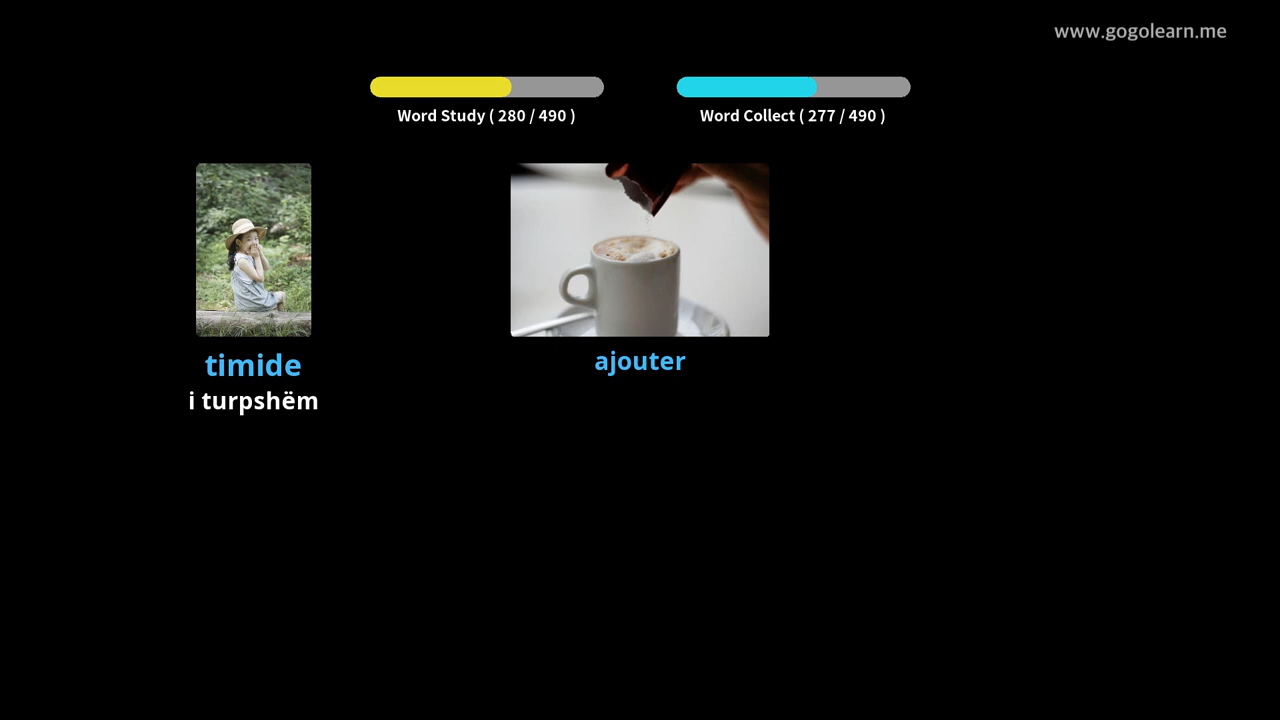 www.gogolearn.me
Word Study ( 280 / 490 )
Word Collect ( 277 / 490 )
timide
i turpshëm
ajouter